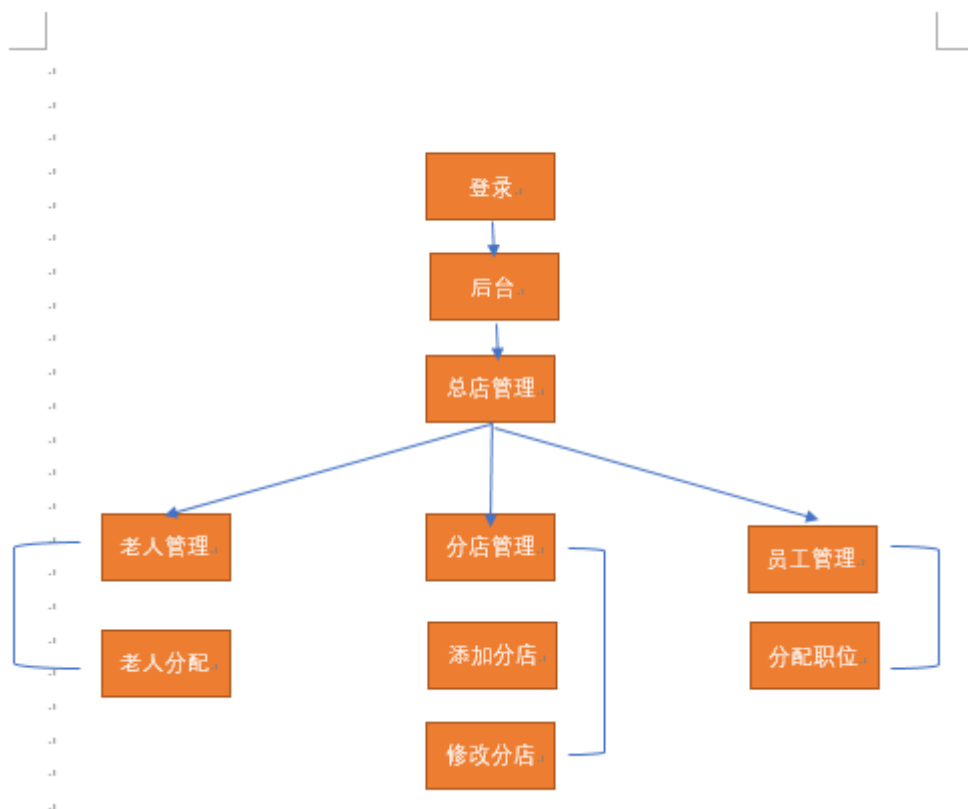 登录
后台
总店管理
老人管理
分店管理
员工管理
老人分配
添加分店
分配职位
修改分店